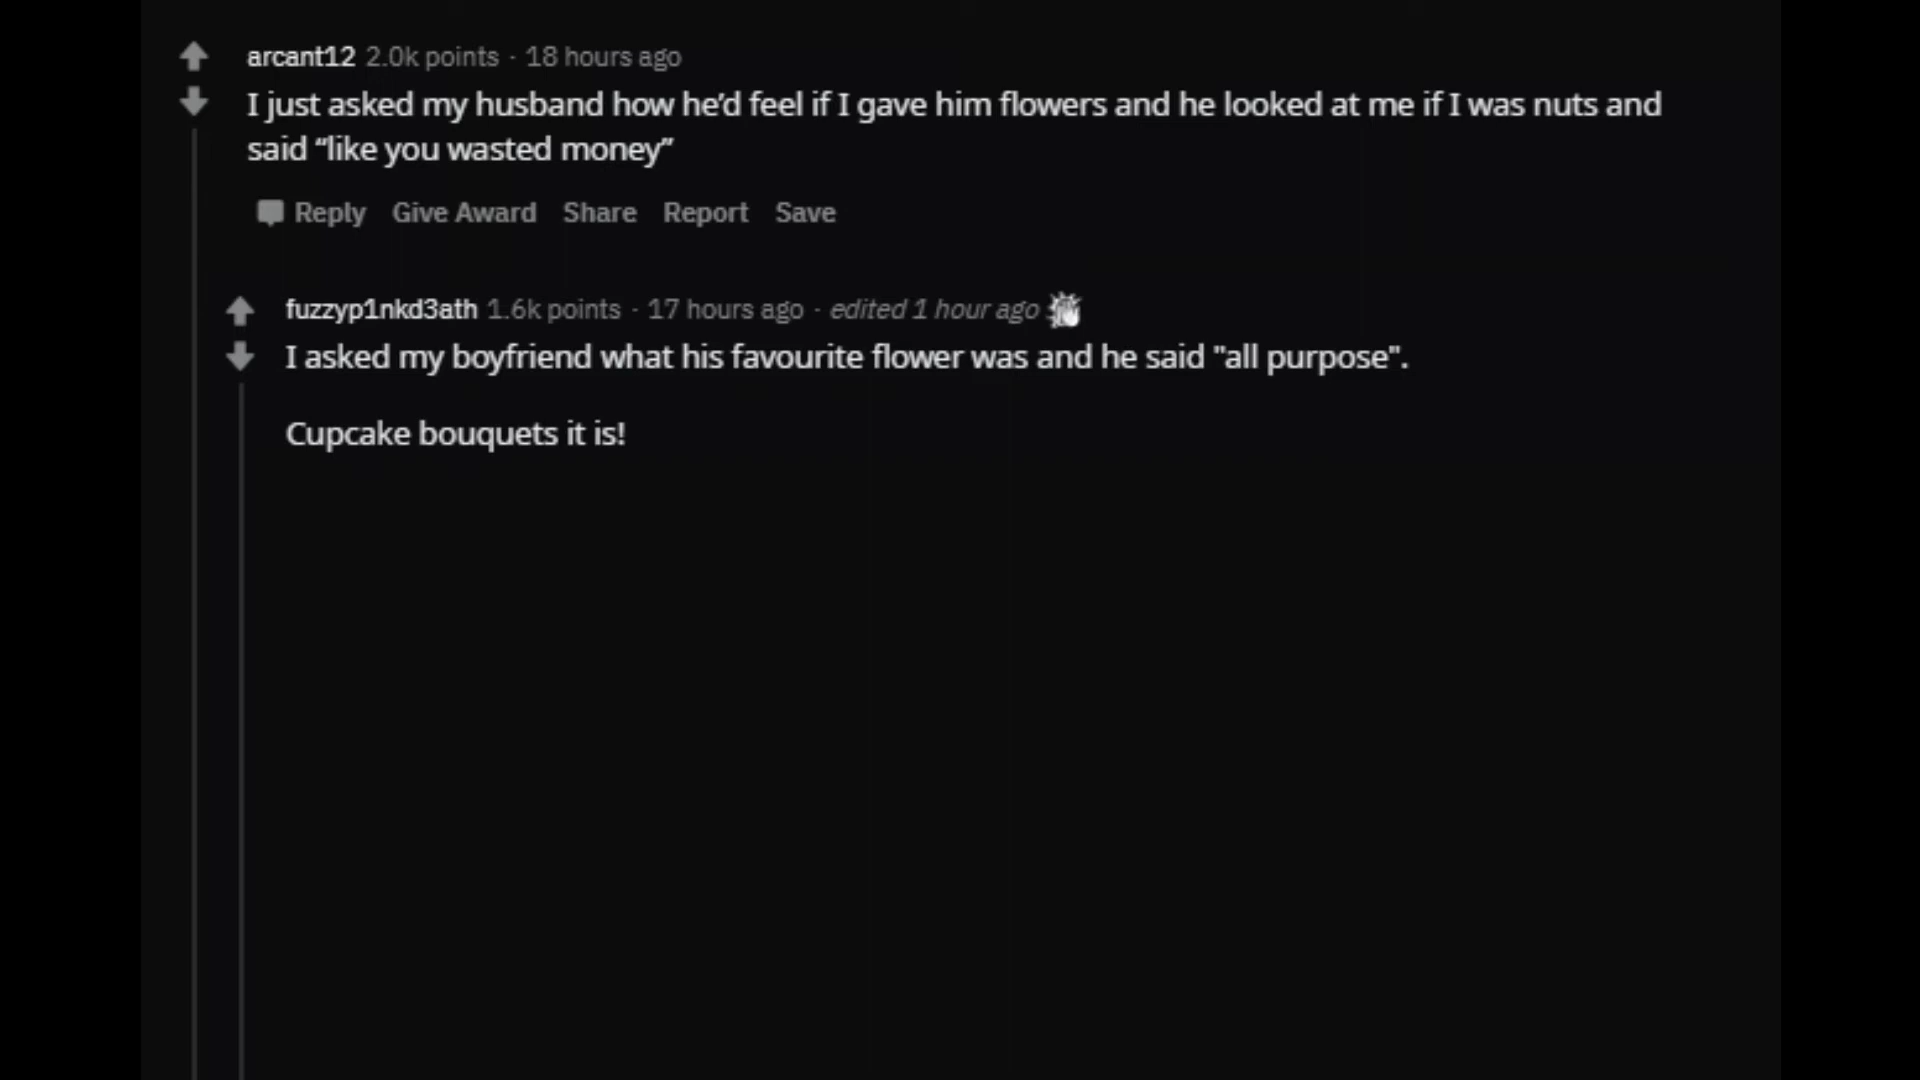 arcant12 2.0k points · 18 hours ago
I just asked my husband how he’d feel if I gave him flowers and he looked at me if I was nuts and
said “like you wasted money”
Reply Give Award Share Report Save
fuzzyp1nkd3ath 1.6k points · 17 hours ago · edited 1 hour ago
I asked my boyfriend what his favourite flower was and he said "all purpose".
Cupcake bouquets it is!